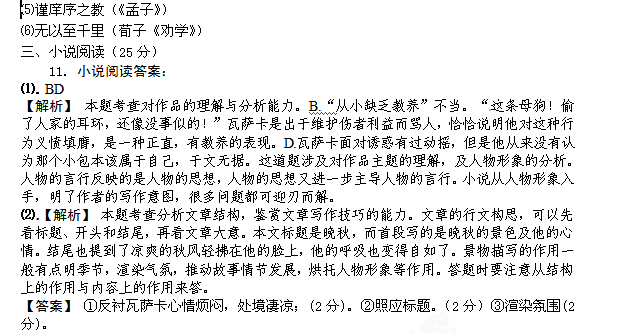 ⑸谨庠序之教（《孟子》）
⑹无以至千里（荀子《劝学》）
三、小说阅读（25 分）
11．小说阅读答案：
⑴. BD
【解析】 本题考查对作品的理解与分析能力。B.“从小缺乏教养”不当。“这条母狗！偷
了人家的耳环，还像没事似的！”瓦萨卡是出于维护伤者利益而骂人，恰恰说明他对这种行
为义愤填膺，是一种正直，有教养的表现。D.瓦萨卡面对诱惑有过动摇，但是他从来没有认
为那个小包本该属于自己，于文无据。这道题涉及对作品主题的理解，及人物形象的分析。
人物的言行反映的是人物的思想，人物的思想又进一步主导人物的言行。小说从人物形象入
手，明了作者的写作意图，很多问题都可迎刃而解。
⑵.【解析】 本题考查分析文章结构，鉴赏文章写作技巧的能力。文章的行文构思，可以先
看标题、开头和结尾，再看文章大意。本文标题是晚秋，而首段写的是晚秋的景色及他的心
情。结尾也提到了凉爽的秋风轻拂在他的脸上，他的呼吸也变得自如了。景物描写的作用一
般有点明季节，渲染气氛，推动故事情节发展，烘托人物形象等作用。答题时要注意从结构
上的作用与内容上的作用来答。
【答案】 ①反衬瓦萨卡心情烦闷，处境凄凉；(2 分)。②照应标题。（2 分）③渲染氛围(2
分)。